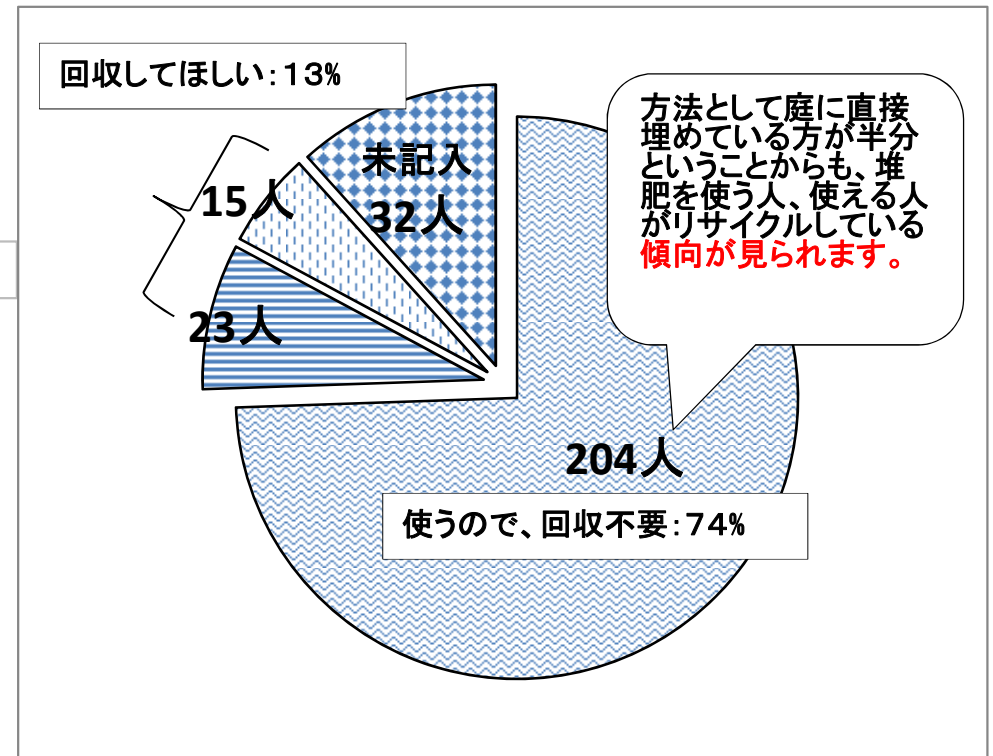 回収してほしい:13%
方法として庭に直接
埋めている方が半分
ということからも、堆
肥を使う人、使える人
がリサイクルしている
傾向が見られます。
未記入
32人
15人
23人
204人
使うので、回収不要:74%